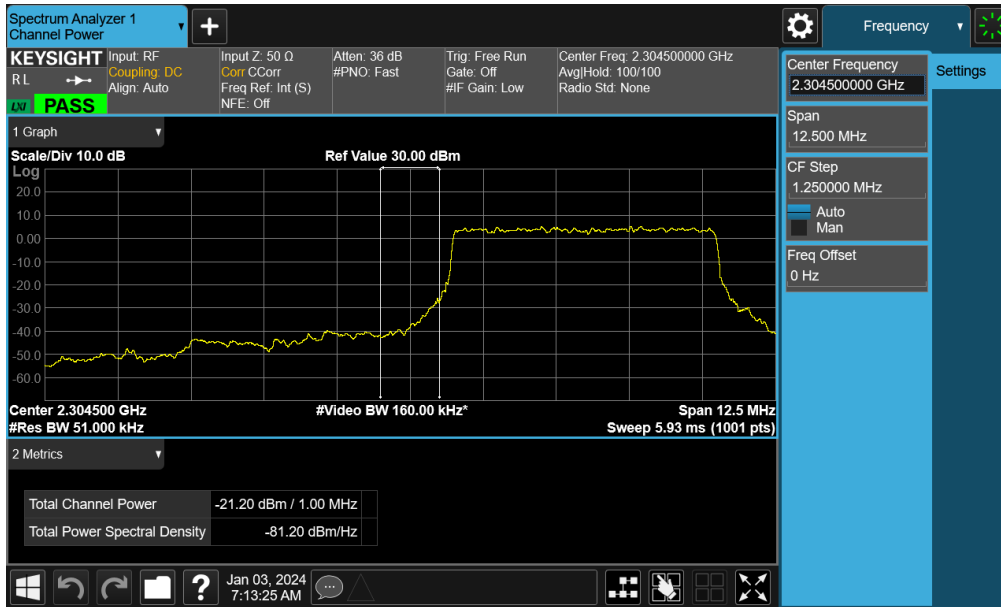 Spectrum Analyzer 1
Channel Power
Frequency
KEYSIGHT
Input: RF
Coupling: DC
Align: Auto
Input Z: 50 Ω
Corr CCorr
Freq Ref: Int (S)
NFE: Off
Atten: 36 dB
#PNO: Fast
Trig: Free Run
Gate: Off
#IF Gain: Low
Center Freq: 2.304500000 GHz
Avg|Hold: 100/100
Radio Std: None
R L
LXI
PASS
Center Frequency
2.304500000 GHz
Settings
Span
12.500 MHz
CF Step
1.250000 MHz
Auto
Man
Freq Offset
0 Hz
1 Graph
Scale/Div 10.0 dB
Ref Value 30.00 dBm
Log
20.0
10.0
0.00
-10.0
-20.0
-30.0
-40.0
-50.0
-60.0
Center 2.304500 GHz
#Video BW 160.00 kHz*
Span 12.5 MHz
#Res BW 51.000 kHz
Sweep 5.93 ms (1001 pts)
2 Metrics
Total Channel Power -21.20 dBm / 1.00 MHz
Total Power Spectral Density -81.20 dBm/Hz
?
Jan 03, 2024
7:13:25 AM